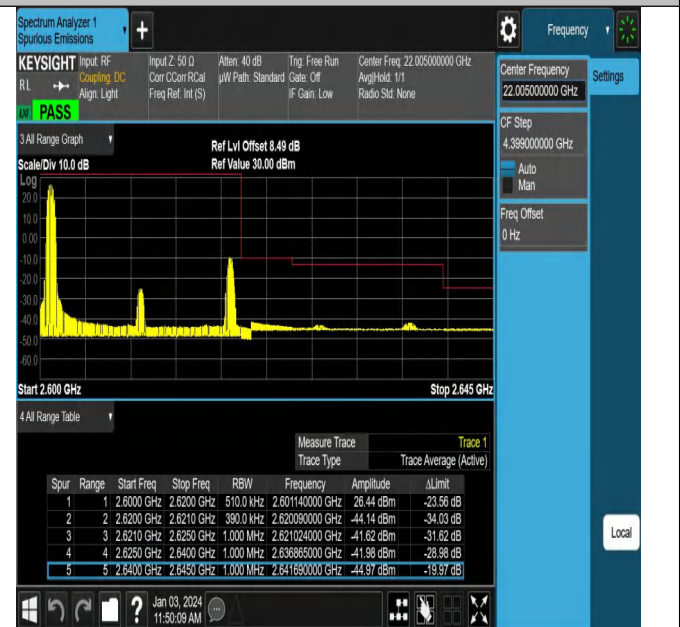 Spectrum Analyzer 1
Spurious Emissions
+
Frequency
KEYSIGHT
RL
Input: RF
Coupling: DC
Align: Light
Input Z: 50 Ω
Corr CCorr RCal
Freq Ref: Int (S)
Atten: 40 dB
µW Path: Standard
Trig: Free Run
Gate: Off
IF Gain: Low
Center Freq: 22.005000000 GHz
Avg|Hold: 1/1
Radio Std: None
PASS
Center Frequency
22.005000000 GHz
Settings
CF Step
4.399000000 GHz
Auto
Man
Freq Offset
0 Hz
3 All Range Graph
Ref Lvl Offset 8.49 dB
Scale/Div 10.0 dB
Ref Value 30.00 dBm
Log
20.0
10.0
0.00
-10.0
-20.0
-30.0
-40.0
-50.0
-60.0
Start 2.600 GHz
Stop 2.645 GHz
4 All Range Table
Measure Trace Trace 1
Trace Type Trace Average (Active)
Spur Range Start Freq Stop Freq RBW Frequency Amplitude ΔLimit
1 1 2.6000 GHz 2.6200 GHz 510.0 kHz 2.601140000 GHz 26.44 dBm -23.56 dB
2 2 2.6200 GHz 2.6210 GHz 390.0 kHz 2.620090000 GHz -44.14 dBm -34.03 dB
3 3 2.6210 GHz 2.6250 GHz 1.000 MHz 2.621024000 GHz -41.62 dBm -31.62 dB
4 4 2.6250 GHz 2.6400 GHz 1.000 MHz 2.636865000 GHz -41.98 dBm -28.98 dB
5 5 2.6400 GHz 2.6450 GHz 1.000 MHz 2.641690000 GHz -44.97 dBm -19.97 dB
Local
?
Jan 03, 2024
11:50:09 AM